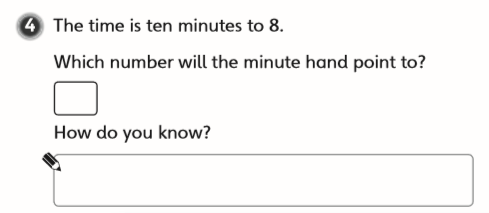 4 The time is ten minutes to 8.
Which number will the minute hand point to?
How do you know?